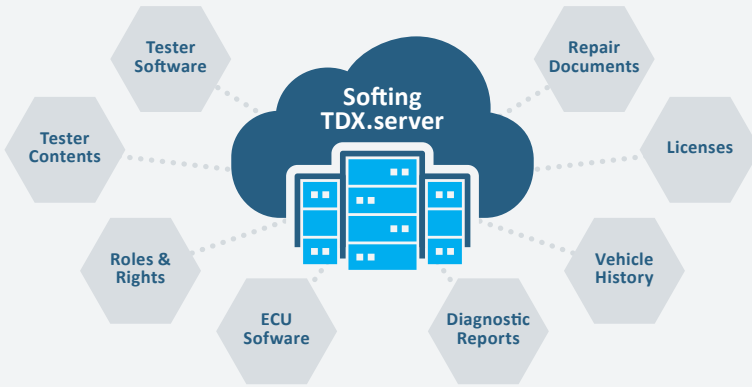 Tester
Software
Repair
Documents
Softing
TDX.server
Tester
Contents
Licenses
Roles &
Rights
Vehicle
History
ECU
Sofware
Diagnostic
Reports